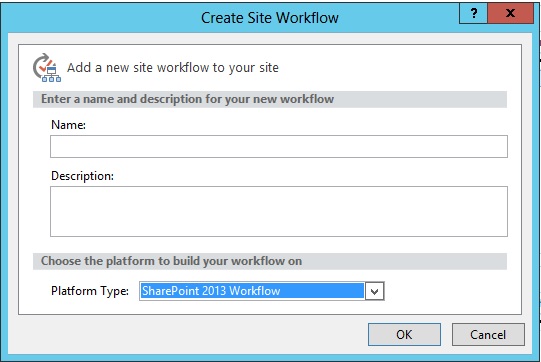 Create Site Workflow
?
x
Add a new site workflow to your site
Enter a name and description for your new workflow
Name:
Description:
Choose the platform to build your workflow on
Platform Type: SharePoint 2013 Workflow
OK Cancel